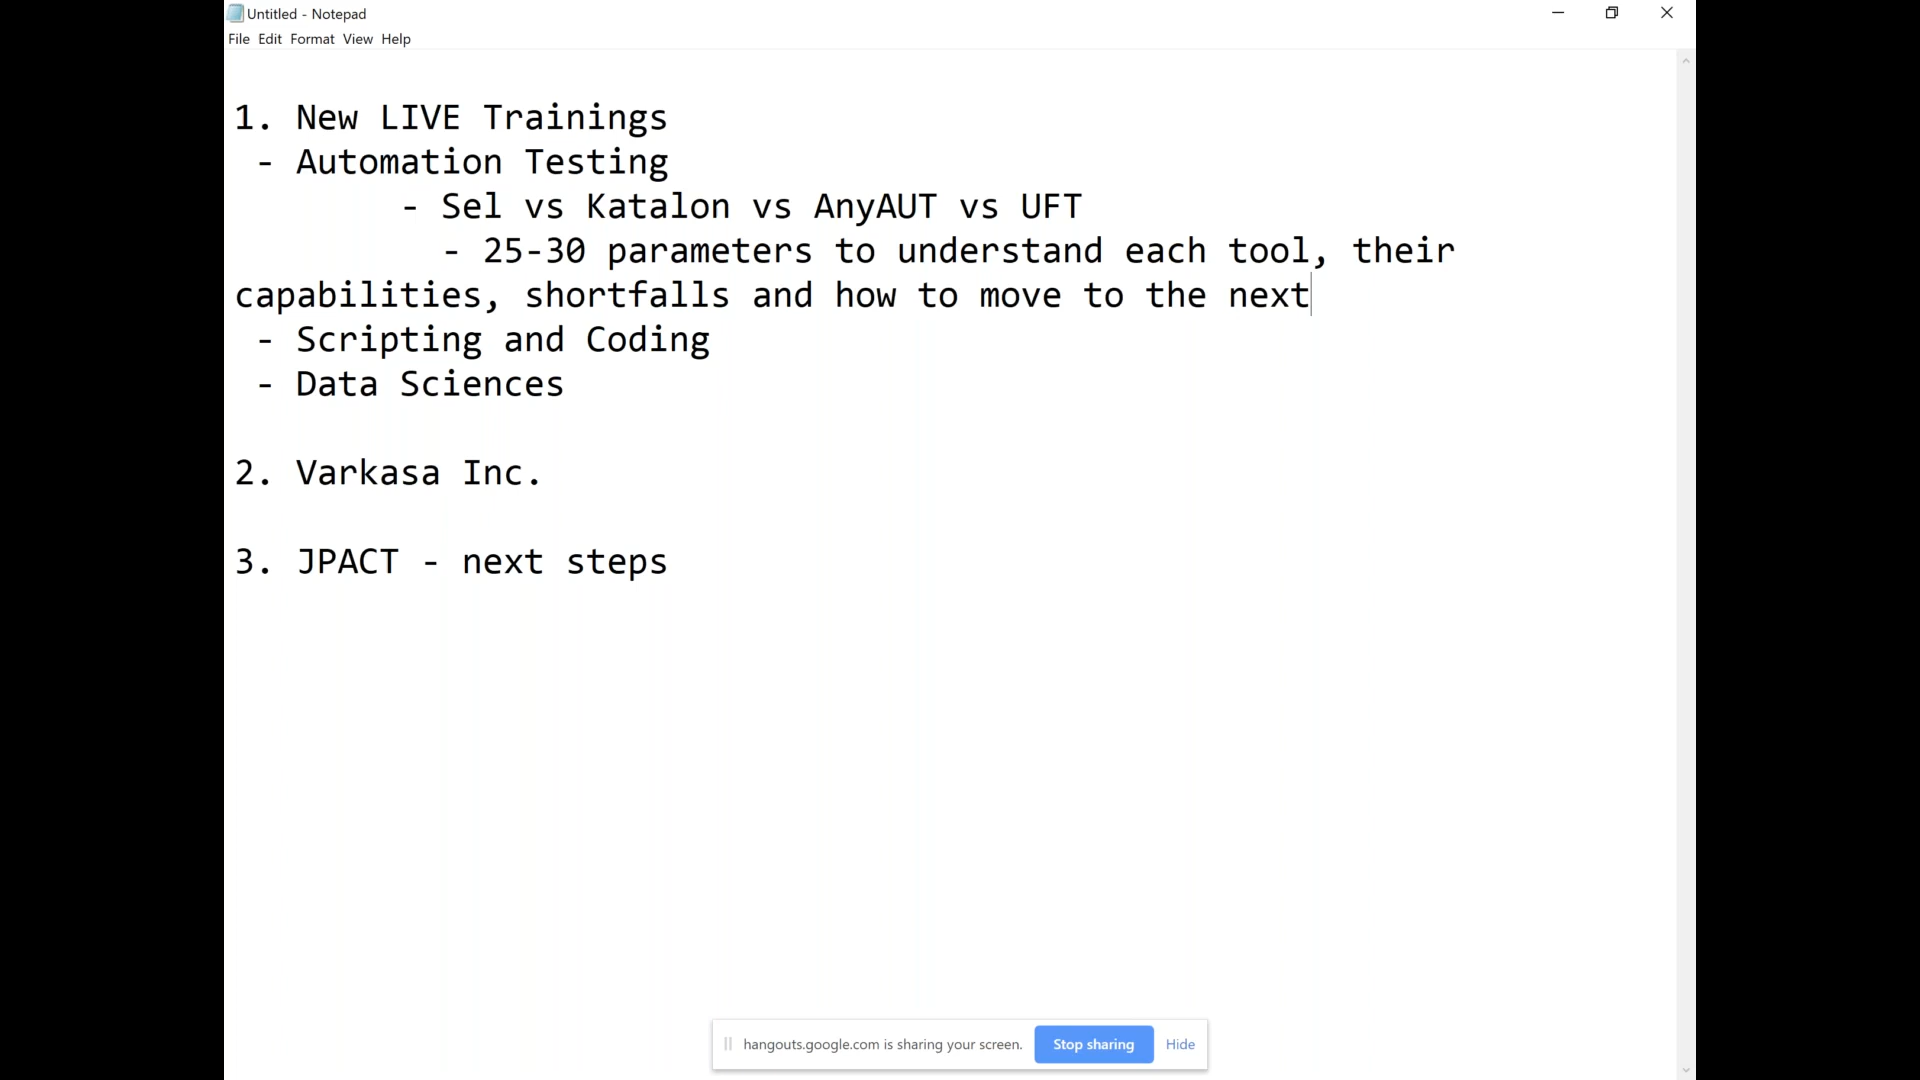 Untitled - Notepad
File Edit Format View Help
1. New LIVE Trainings
- Automation Testing
- Sel vs Katalon vs AnyAUT vs UFT
- 25-30 parameters to understand each tool, their
capabilities, shortfalls and how to move to the next
- Scripting and Coding
- Data Sciences
2. Varkasa Inc.
3. JPACT - next steps
hangouts.google.com is sharing your screen. Stop sharing Hide